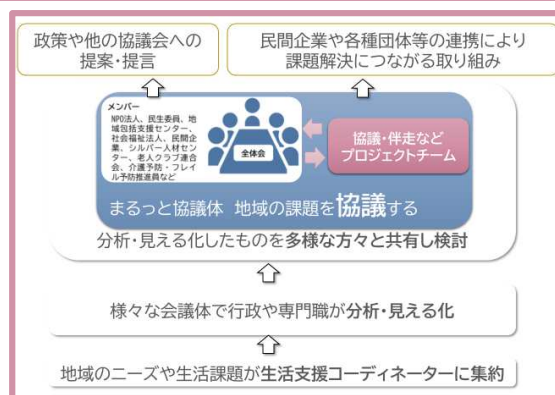 政策や他の協議会への
提案・提言
民間企業や各種団体等の連携により
課題解決につながる取り組み
メンバー
NPO法人、民生委員、地
域包括支援センター、
社会福祉法人、民間企
業、シルバー人材セン
ター、老人クラブ連合
会、介護予防・フレイ
ル予防推進員など
全体会
協議・伴走など
プロジェクトチーム
まるっと協議体 地域の課題を協議する
分析・見える化したものを多様な方々と共有し検討
様々な会議体で行政や専門職が分析・見える化
地域のニーズや生活課題が生活支援コーディネーターに集約